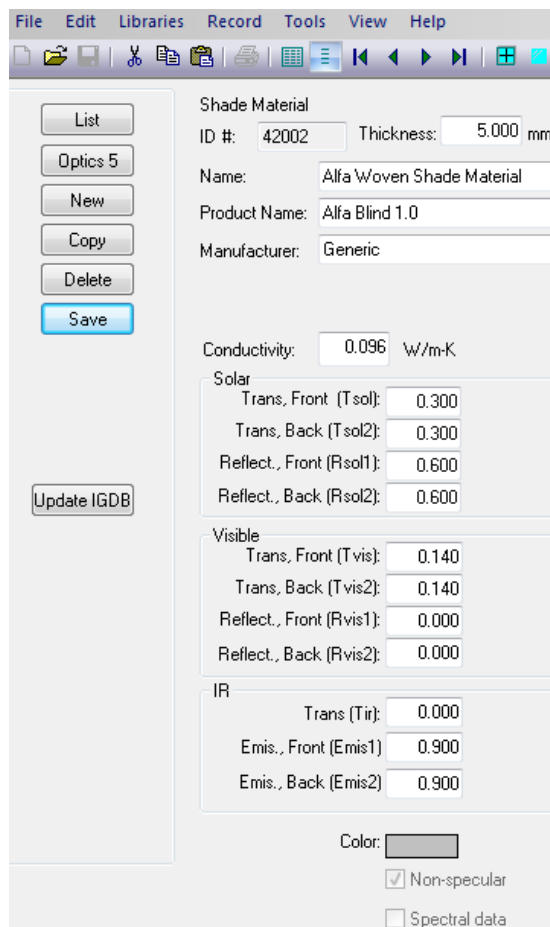 File Edit Libraries Record Tools View Help
List
Optics 5
New
Copy
Delete
Save
Update IGDB
Shade Material
ID #: 42002 Thickness: 5.000 mm
Name: Alfa Woven Shade Material
Product Name: Alfa Blind 1.0
Manufacturer: Generic
Conductivity: 0.096 W/m-K
Solar
Trans, Front (Tsol): 0.300
Trans, Back (Tsol2): 0.300
Reflect., Front (Rsol1): 0.600
Reflect., Back (Rsol2): 0.600
Visible
Trans, Front (Tvis): 0.140
Trans, Back (Tvis2): 0.140
Reflect., Front (Rvis1): 0.000
Reflect., Back (Rvis2): 0.000
IR
Trans (Tir): 0.000
Emis., Front (Emis1) 0.900
Emis., Back (Emis2) 0.900
Color:
Non-specular
Spectral data